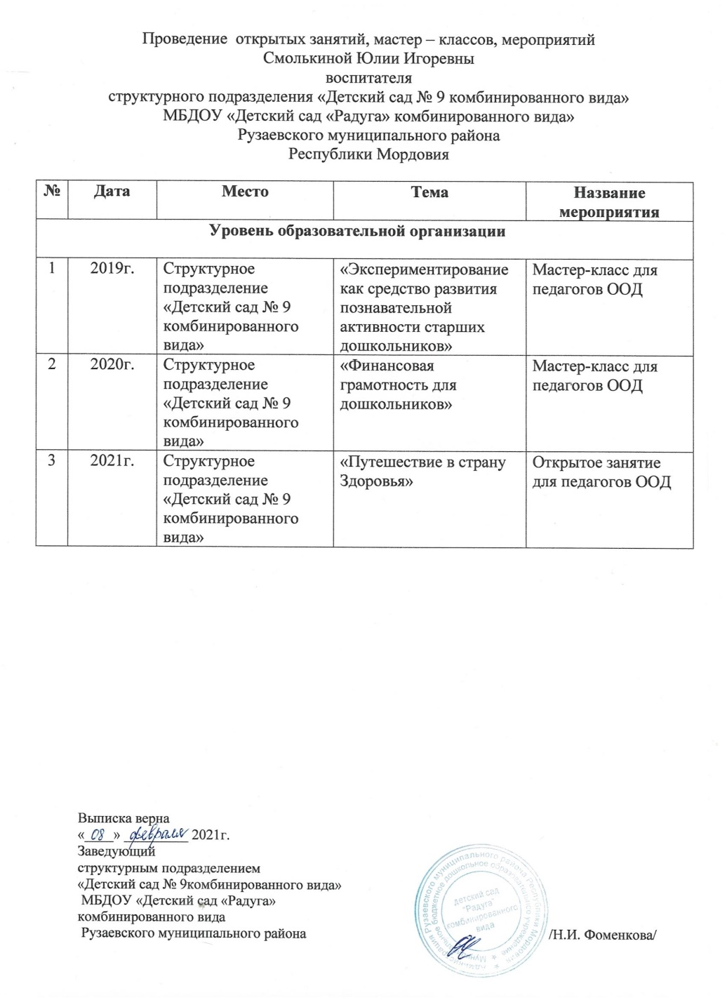 Проведение открытых занятий, мастер – классов, мероприятий
Смолькиной Юлии Игоревны
воспитателя
структурного подразделения «Детский сад № 9 комбинированного вида»
МБДОУ «Детский сад «Радуга» комбинированного вида»
Рузаевского муниципального района
Республики Мордовия
№ Дата Место Тема Название
мероприятия
Уровень образовательной организации
1 2019г. Структурное «Экспериментирование Мастер-класс для
подразделение как средство развития педагогов ООД
«Детский сад № 9 познавательной
комбинированного активности старших
вида» дошкольников»
2 2020г. Структурное «Финансовая Мастер-класс для
подразделение грамотность для педагогов ООД
«Детский сад № 9 дошкольников»
комбинированного
вида»
3 2021г. Структурное «Путешествие в страну Открытое занятие
подразделение Здоровья» для педагогов ООД
«Детский сад № 9
комбинированного
вида»
Выписка верна
«08» февраля 2021г.
Заведующий
структурным подразделением
«Детский сад № 9комбинированного вида»
МБДОУ «Детский сад «Радуга»
комбинированного вида
Рузаевского муниципального района /Н.И. Фоменкова/
Администрация Рузаевского муниципального района Республики Мордовия
бюджетное дошкольное образовательное учреждение
детский сад
"Радуга"
комбинированного
вида